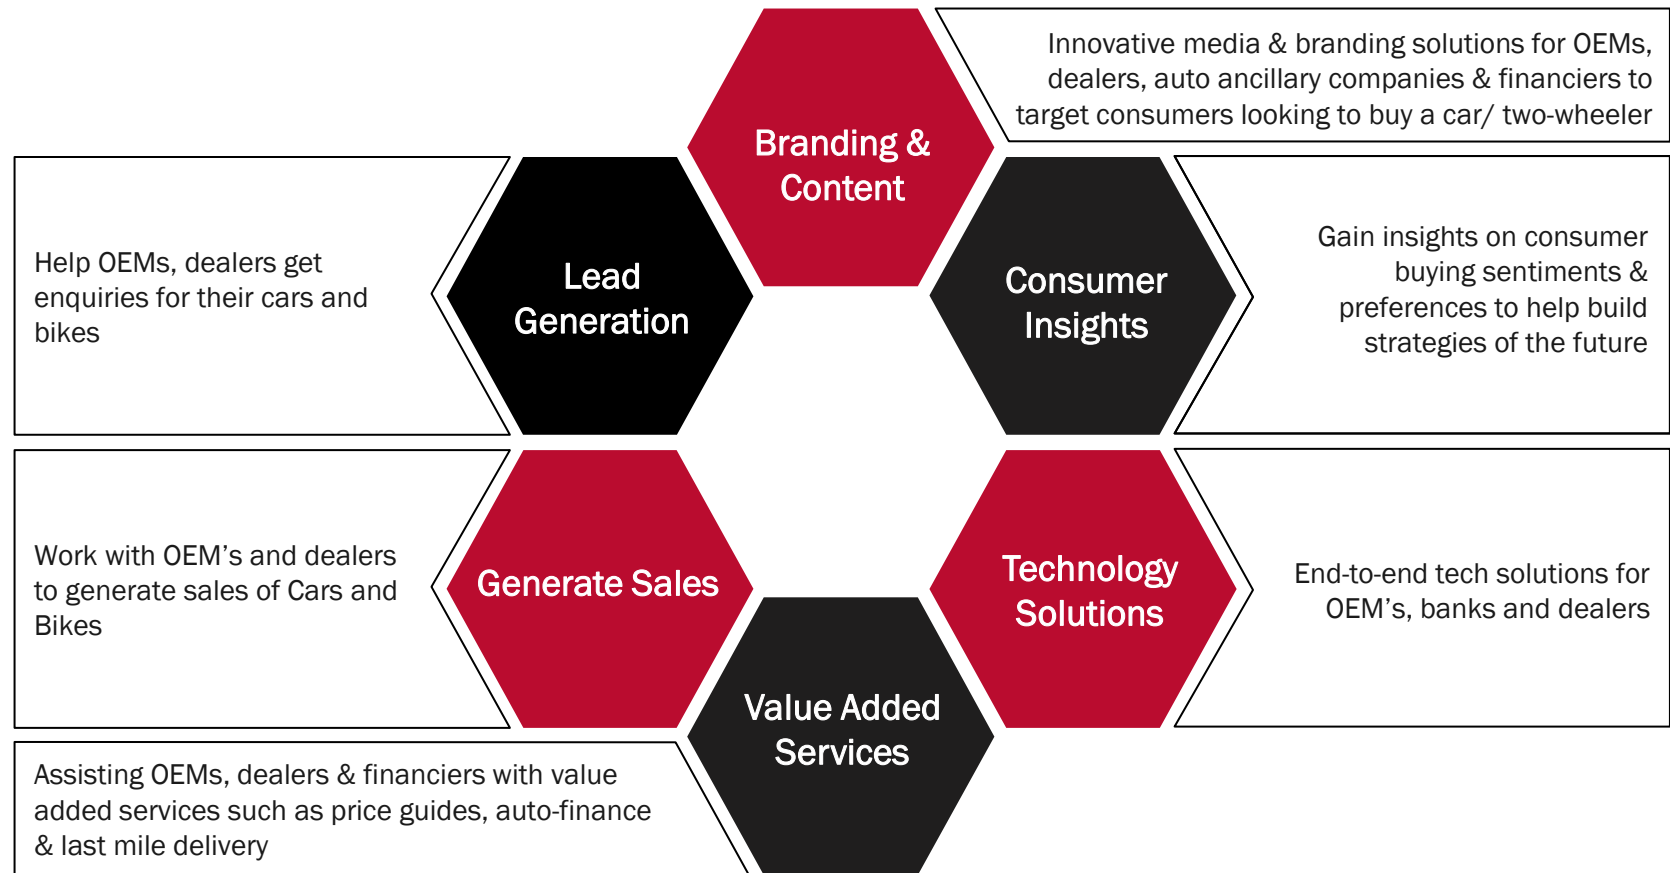 Branding &
Content
Innovative media & branding solutions for OEMs,
dealers, auto ancillary companies & financiers to
target consumers looking to buy a car/ two-wheeler
Help OEMs, dealers get
enquiries for their cars and
bikes
Lead
Generation
Consumer
Insights
Gain insights on consumer
buying sentiments &
preferences to help build
strategies of the future
Work with OEM’s and dealers
to generate sales of Cars and
Bikes
Generate Sales
Technology
Solutions
End-to-end tech solutions for
OEM’s, banks and dealers
Value Added
Services
Assisting OEMs, dealers & financiers with value
added services such as price guides, auto-finance
& last mile delivery